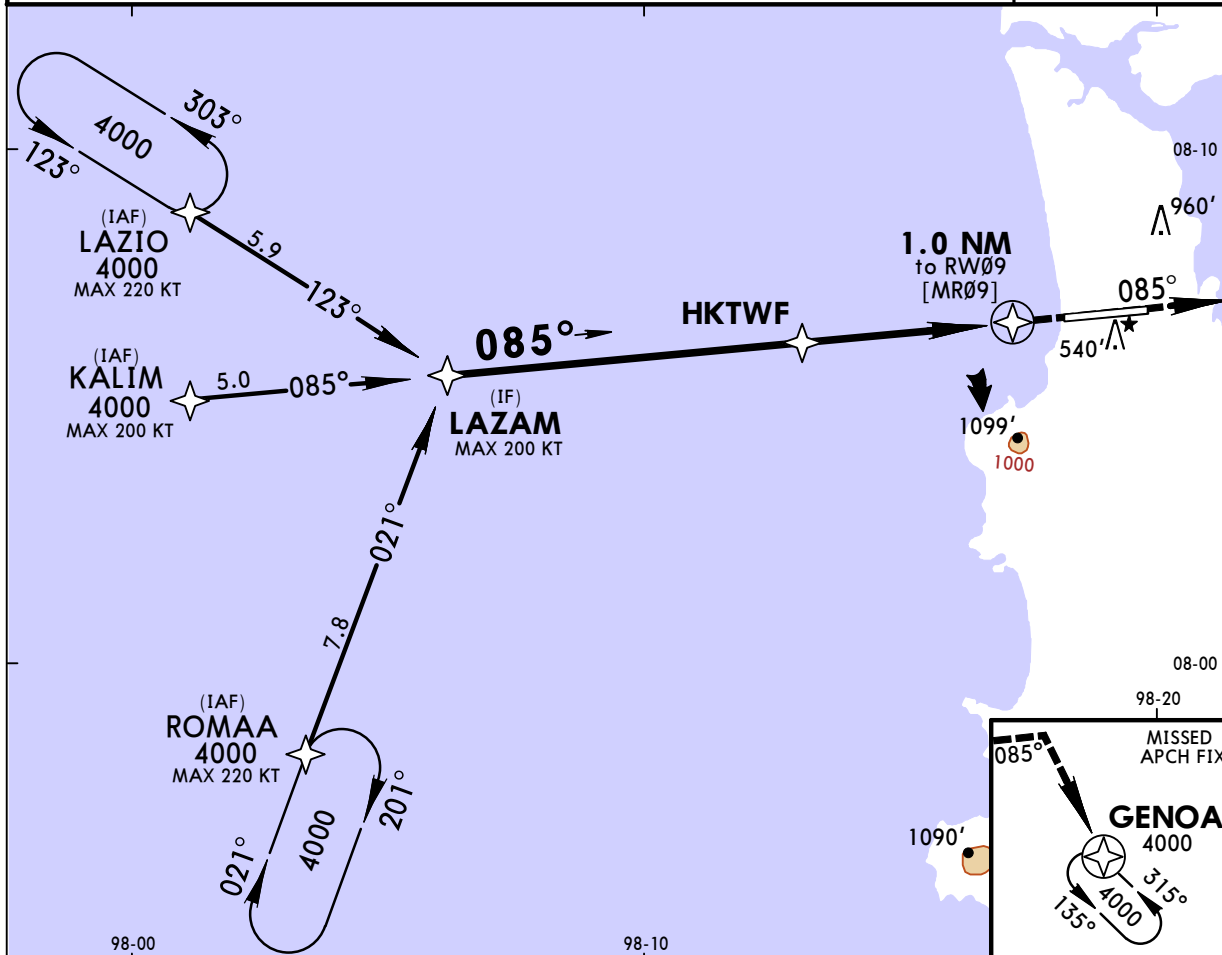 303°
4000
123°
08-10
960'
(IAF)
LAZIO
4000
MAX 220 KT
5.9
123°
1.0 NM
to RWØ9
[MRØ9]
085°
HKTWF
085°
540'
(IAF)
KALIM
4000
MAX 200 KT
5.0
085°
(IF)
LAZAM
MAX 200 KT
1099'
1000
021°
7.8
08-00
98-20
(IAF)
ROMAA
4000
MAX 220 KT
201°
4000
021°
1090'
085°
MISSED
APCH FIX
GENOA
4000
315°
4000
135°
98-00
98-10